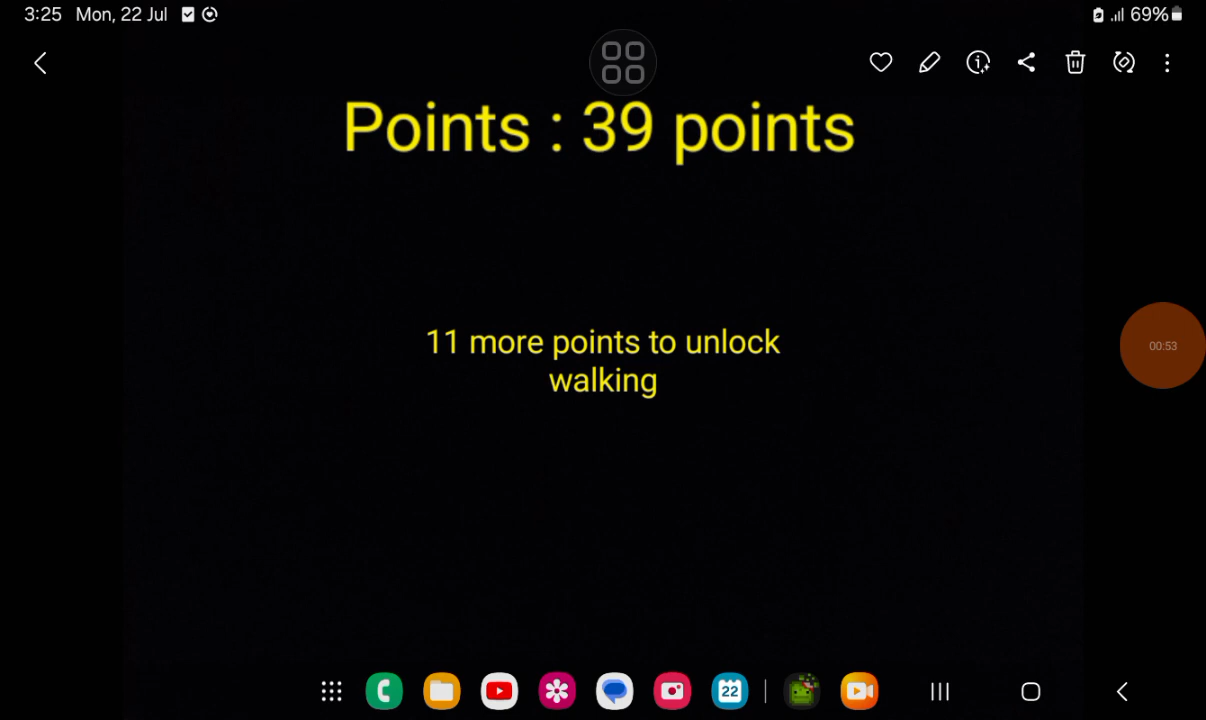 3:25 Mon, 22 Jul 69%
Points : 39 points
11 more points to unlock
walking
00:53
22